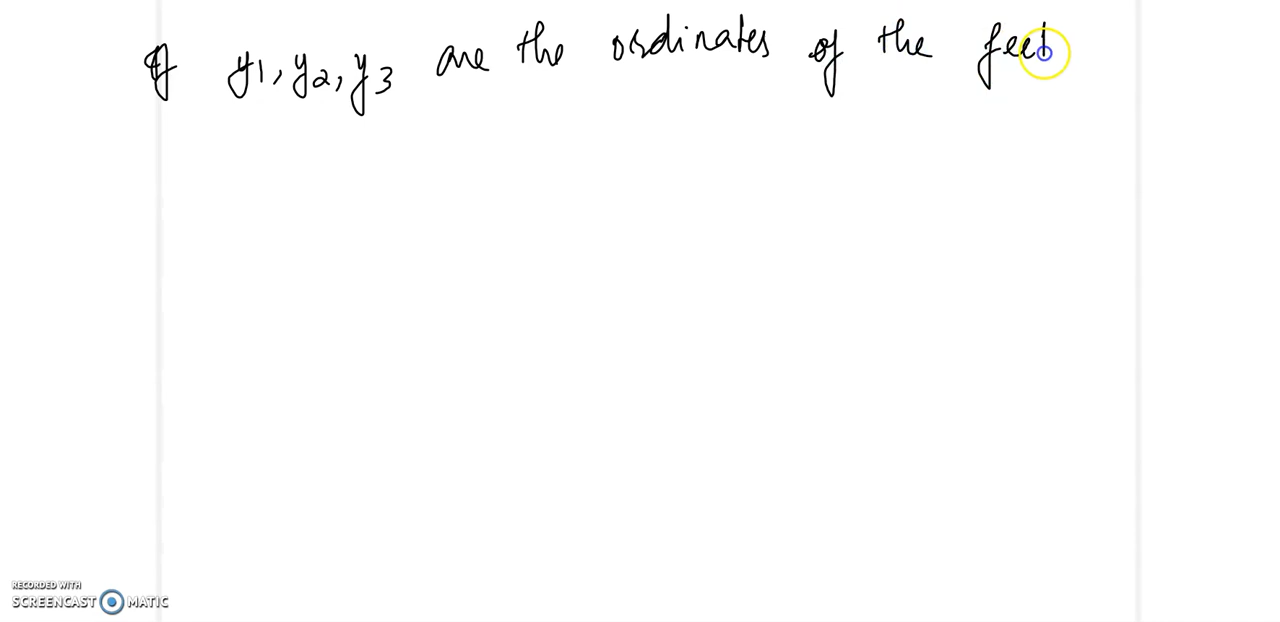 If y1, y2, y3 are the ordinates of the feet
RECORDED WITH
SCREENCAST MATIC